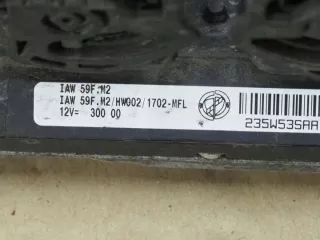 IAW 59F.M2
IAW 59F.M2/HW002/1702-MFL
12V= 300 00
235W535AA